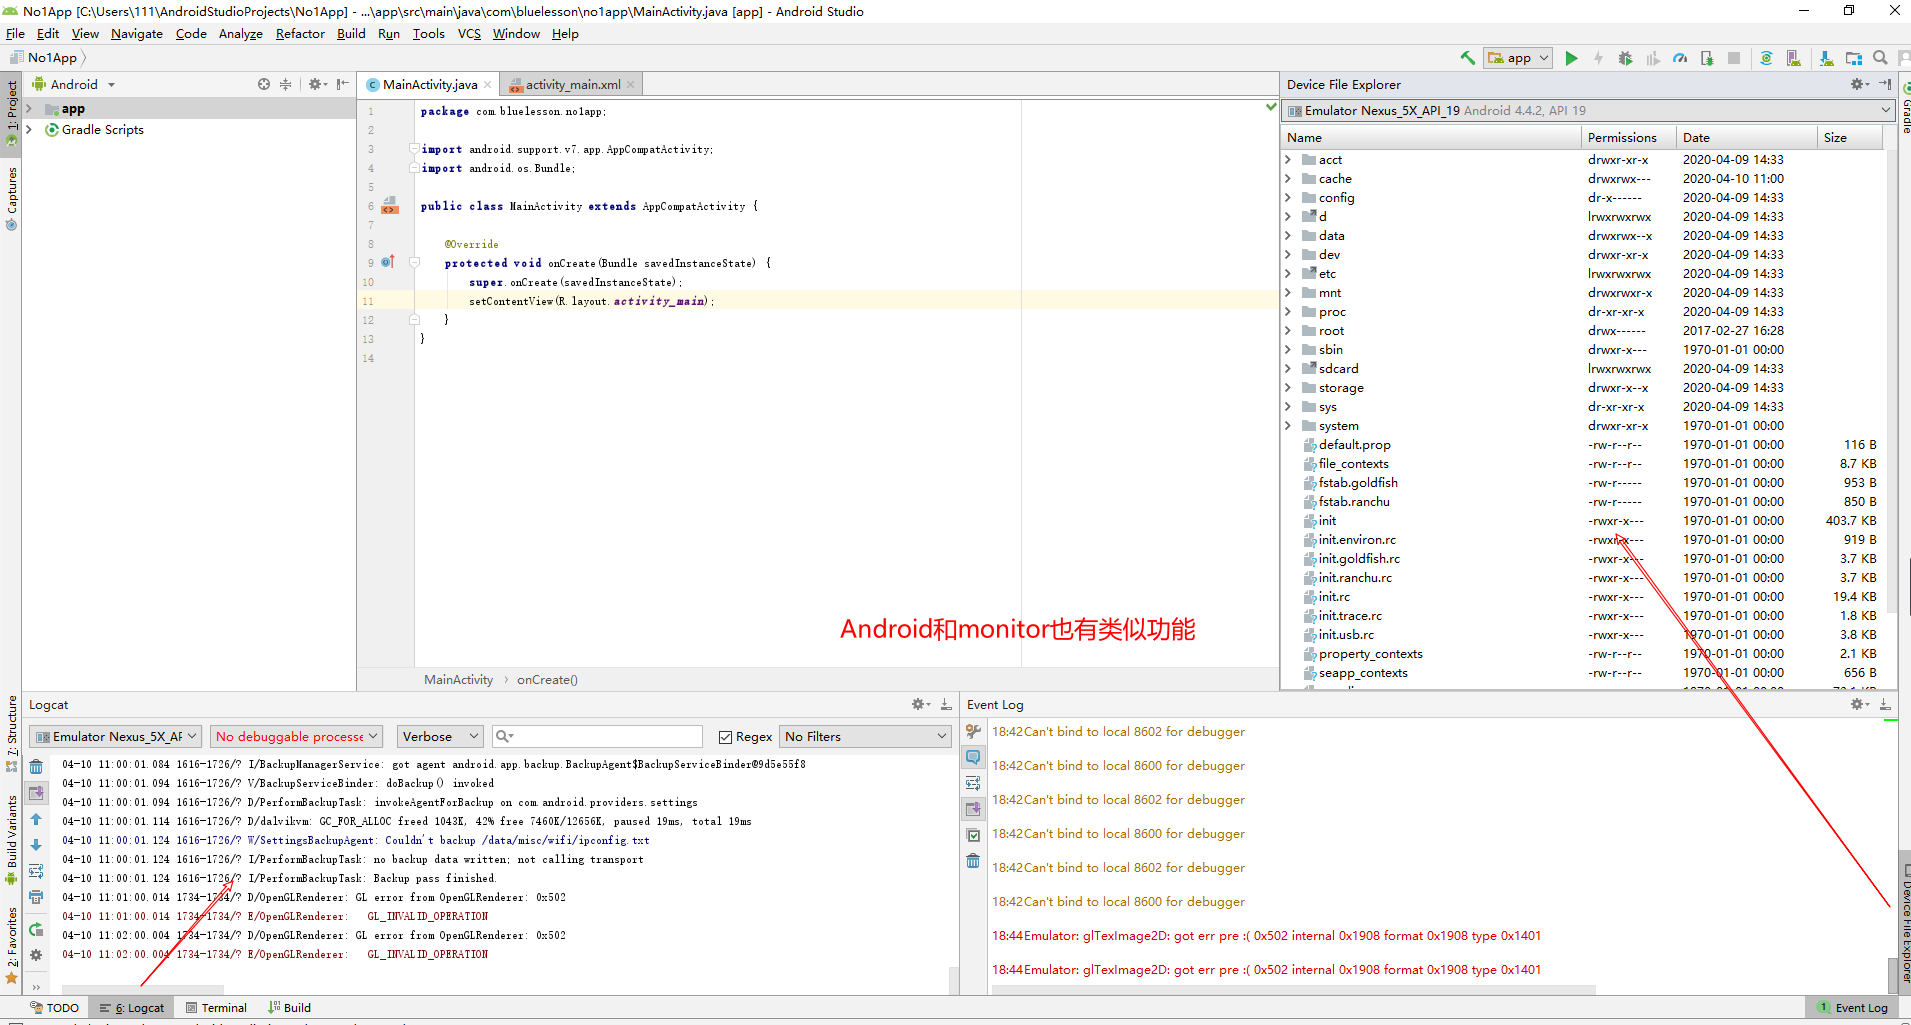 No1App [C:\Users\111\AndroidStudioProjects\No1App] - ...\app\src\main\java\com\bluelesson\no1app\MainActivity.java [app] - Android Studio
File Edit View Navigate Code Analyze Refactor Build Run Tools VCS Window Help
No1App
app
1: Project
Captures
7: Structure
Build Variants
2: Favorites
Android
app
Gradle Scripts
MainActivity.java
activity_main.xml
1 package com.bluelesson.no1app;
2
3 import android.support.v7.app.AppCompatActivity;
4 import android.os.Bundle;
5
6 public class MainActivity extends AppCompatActivity {
7
8 @Override
9 protected void onCreate(Bundle savedInstanceState) {
10 super.onCreate(savedInstanceState);
11 setContentView(R.layout.activity_main);
12 }
13 }
14
Android和monitor也有类似功能
MainActivity › onCreate()
Device File Explorer
Emulator Nexus_5X_API_19 Android 4.4.2, API 19
Name Permissions Date Size
acct drwxr-xr-x 2020-04-09 14:33
cache drwxrwx--- 2020-04-10 11:00
config dr-x------ 2020-04-09 14:33
d lrwxrwxrwx 2020-04-09 14:33
data drwxrwx--x 2020-04-09 14:33
dev drwxr-xr-x 2020-04-09 14:33
etc lrwxrwxrwx 2020-04-09 14:33
mnt drwxrwxr-x 2020-04-09 14:33
proc dr-xr-xr-x 2020-04-09 14:33
root drwx------ 2017-02-27 16:28
sbin drwxr-x--- 1970-01-01 00:00
sdcard lrwxrwxrwx 2020-04-09 14:33
storage drwxr-x--x 2020-04-09 14:33
sys dr-xr-xr-x 2020-04-09 14:33
system drwxr-xr-x 1970-01-01 00:00
default.prop -rw-r--r-- 1970-01-01 00:00 116 B
file_contexts -rw-r--r-- 1970-01-01 00:00 8.7 KB
fstab.goldfish -rw-r----- 1970-01-01 00:00 953 B
fstab.ranchu -rw-r----- 1970-01-01 00:00 850 B
init -rwxr-x--- 1970-01-01 00:00 403.7 KB
init.environ.rc -rwxr-x--- 1970-01-01 00:00 919 B
init.goldfish.rc -rwxr-x--- 1970-01-01 00:00 3.7 KB
init.ranchu.rc -rwxr-x--- 1970-01-01 00:00 3.7 KB
init.rc -rwxr-x--- 1970-01-01 00:00 19.4 KB
init.trace.rc -rwxr-x--- 1970-01-01 00:00 1.8 KB
init.usb.rc -rwxr-x--- 1970-01-01 00:00 3.8 KB
property_contexts -rw-r--r-- 1970-01-01 00:00 2.1 KB
seapp_contexts -rw-r--r-- 1970-01-01 00:00 656 B
Gradle
Device File Explorer
Logcat
Emulator Nexus_5X_AF No debuggable processe Verbose Regex No Filters
04-10 11:00:01.084 1616-1726/? I/BackupManagerService: got agent android.app.backup.BackupAgent$BackupServiceBinder@9d5e55f8
04-10 11:00:01.094 1616-1726/? V/BackupServiceBinder: doBackup() invoked
04-10 11:00:01.094 1616-1726/? D/PerformBackupTask: invokeAgentForBackup on com.android.providers.settings
04-10 11:00:01.114 1616-1726/? D/dalvikvm: GC_FOR_ALLOC freed 1043K, 42% free 7460K/12656K, paused 19ms, total 19ms
04-10 11:00:01.124 1616-1726/? W/SettingsBackupAgent: Couldn't backup /data/misc/wifi/ipconfig.txt
04-10 11:00:01.124 1616-1726/? I/PerformBackupTask: no backup data written; not calling transport
04-10 11:00:01.124 1616-1726/? I/PerformBackupTask: Backup pass finished.
04-10 11:01:00.014 1734-1734/? D/OpenGLRenderer: GL error from OpenGLRenderer: 0x502
04-10 11:01:00.014 1734-1734/? E/OpenGLRenderer: GL_INVALID_OPERATION
04-10 11:02:00.004 1734-1734/? D/OpenGLRenderer: GL error from OpenGLRenderer: 0x502
04-10 11:02:00.004 1734-1734/? E/OpenGLRenderer: GL_INVALID_OPERATION
Event Log
18:42 Can't bind to local 8602 for debugger
18:42 Can't bind to local 8600 for debugger
18:42 Can't bind to local 8602 for debugger
18:42 Can't bind to local 8600 for debugger
18:42 Can't bind to local 8602 for debugger
18:42 Can't bind to local 8600 for debugger
18:44 Emulator: glTexImage2D: got err pre :( 0x502 internal 0x1908 format 0x1908 type 0x1401
18:44 Emulator: glTexImage2D: got err pre :( 0x502 internal 0x1908 format 0x1908 type 0x1401
TODO 6: Logcat Terminal Build
1 Event Log